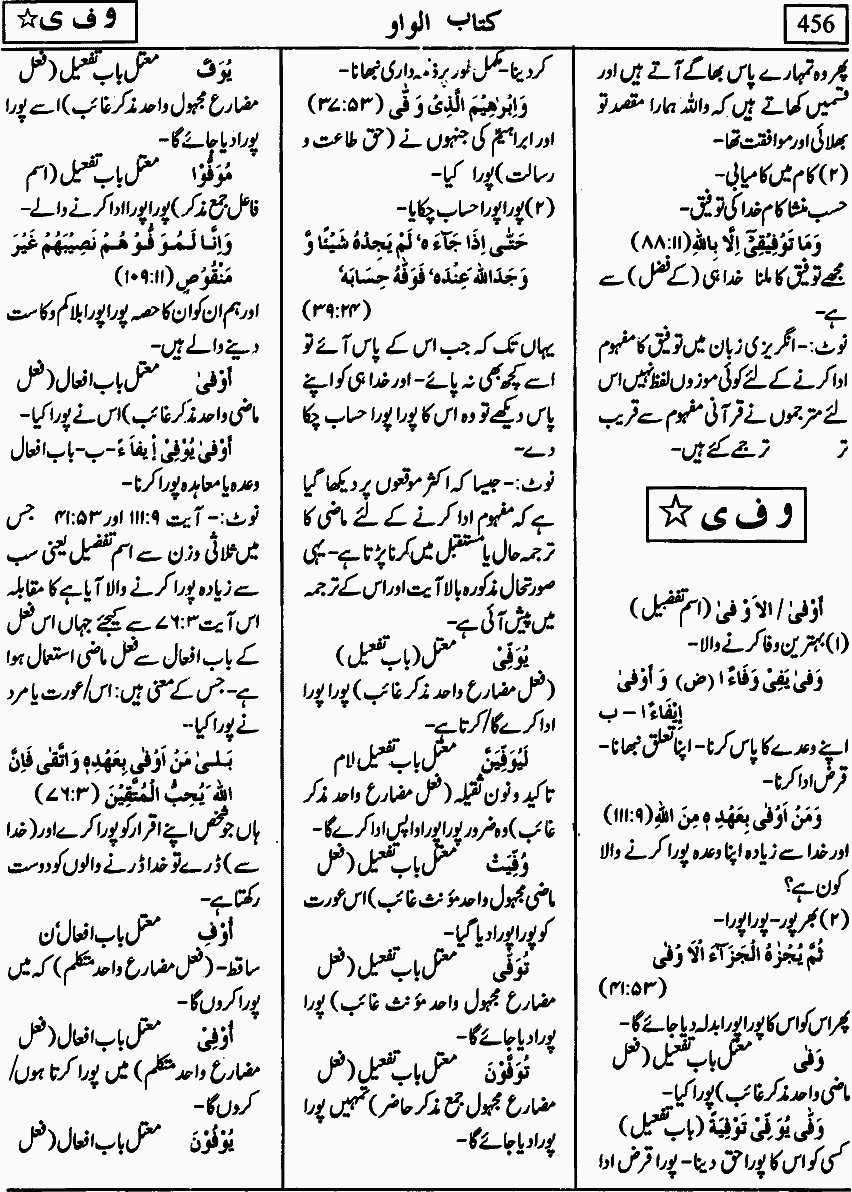 456
کتاب الواو
و ف ی ☆
پھر وہ تمہارے پاس بھاگے آتے ہیں اور
قسمیں کھاتے ہیں کہ واللہ ہمارا مقصد تو
بھلائی اور موافقت تھا-
(۲) کام میں کامیابی-
حسب منشا کام خدا کی توفیق-
وَمَا تَوْفِيْقِىْٓ اِلَّا بِاللهِ (۸۸:۱۱)
مجھے توفیق کا ملنا خدا ہی (کے فضل) سے
ہے-
نوٹ:- انگریزی زبان میں توفیق کا مفہوم
ادا کرنے کے لئے کوئی موزوں لفظ نہیں اس
لئے مترجموں نے قرآنی مفہوم سے قریب
تر ترجمے کئے ہیں-
و ف ی ☆
اَوْفىٰ / الاَوْفىٰ (اسم تفضیل)
(۱) بہترین وفا کرنے والا-
وَفىٰ يَفِىْ وَفَاءً ا (ض) وَ اَوْفىٰ
اِيْفَاءً ا – ب
اپنے وعدے کا پاس کرنا- اپنا تعلق نبھانا-
قرض ادا کرنا-
وَمَنْ اَوْفٰى بِعَهْدِهٖ مِنَ اللهِ (۱۱۱:۹)
اور خدا سے زیادہ اپنا وعدہ پورا کرنے والا
کون ہے؟
(۲) بھرپور- پورا پورا-
ثُمَّ يُجْزٰهُ الْجَزَآءَ الْاَ وْفٰى
(۴۱:۵۳)
پھر اس کو اس کا پورا پورا بدلہ دیا جائے گا-
وَفىٰ معتل باب تفعیل (فعل
ماضی واحد مذکر غائب) پورا کیا-
وَفّٰى يُوَفِّىْ تَوْفِيَةً (باب تفعیل)
کسی کو اس کا پورا حق دینا- پورا قرض ادا
کر دینا- مکمل طور پر ذمہ داری نبھانا-
وَاِبْرٰهِيْمَ الَّذِىْ وَفّٰى (۳۷:۵۳)
اور ابراہیمؑ کی جنہوں نے (حق طاعت و
رسالت) پورا کیا-
(۲) پورا پورا حساب چکایا-
حَتّٰى اِذَا جَآءَ هٗ لَمْ يَجِدْهُ شَيْئًا وَّ
وَجَدَ اللهَ عِنْدَهٗ فَوَفّٰهُ حِسَابَهٗ
(۳۹:۲۴)
یہاں تک کہ جب اس کے پاس آئے تو
اسے کچھ بھی نہ پائے- اور خدا ہی کو اپنے
پاس دیکھے تو وہ اس کا پورا پورا حساب چکا
دے-
نوٹ:- جیسا کہ اکثر موقعوں پر دیکھا گیا
ہے کہ مفہوم ادا کرنے کے لئے ماضی کا
ترجمہ حال یا مستقبل میں کرنا پڑتا ہے- یہی
صورتحال مذکورہ بالا آیت اور اس کے ترجمہ
میں پیش آئی ہے-
يُوَفِّىْ معتل (باب تفعیل)
(فعل مضارع واحد مذکر غائب) پورا پورا
ادا کرے گا/ کرتا ہے-
لَيُوَفِّيَنَّ معتل باب تفعیل لام
تاکید و نون ثقیلہ (فعل مضارع واحد مذکر
غائب) وہ ضرور پورا پورا واپس ادا کرے گا-
وُفِّيَتْ معتل باب تفعیل (فعل
ماضی مجہول واحد مؤنث غائب) اس عورت
کو پورا پورا دیا گیا-
تُوَفّٰى معتل باب تفعیل (فعل
مضارع مجہول واحد مؤنث غائب) پورا
پورا دیا جائے گا-
تُوَفَّوْنَ معتل باب تفعیل (فعل
مضارع مجہول جمع مذکر حاضر) تمہیں پورا
پورا دیا جائے گا-
يُوَفَّ معتل باب تفعیل (فعل
مضارع مجہول واحد مذکر غائب) اسے پورا
پورا دیا جائے گا-
مُوَفُّوْا معتل باب تفعیل (اسم
فاعل جمع مذکر) پورا پورا ادا کرنے والے-
وَاِنَّا لَمُوَفُّوْ هُمْ نَصِيْبَهُمْ غَيْرَ
مَنْقُوْصٍ (۱۰۹:۱۱)
اور ہم ان کو ان کا حصہ پورا پورا بلا کم و کاست
دینے والے ہیں-
اَوْفىٰ معتل باب افعال (فعل
ماضی واحد مذکر غائب) اس نے پورا کیا-
اَوْفىٰ يُوْفِىْ اِيفاَ ءً -ب- باب افعال
وعدہ یا معاہدہ پورا کرنا-
نوٹ:- آیت ۱۱۱:۹ اور ۴۱:۵۳ جس
میں ثلاثی وزن سے اسم تفضیل یعنی سب
سے زیادہ پورا کرنے والا آیا ہے کا مقابلہ
اس آیت ۷۶:۳ سے کیجئے جہاں اس فعل
کے باب افعال سے فعل ماضی استعمال ہوا
ہے- جس کے معنی ہیں: اس/ عورت یا مرد
نے پورا کیا-
بَلىٰ مَنْ اَوْفٰى بِعَهْدِهٖ وَاتَّقٰى فَاِنَّ
اللهَ يُحِبُّ الْمُتَّقِيْنَ (۷۶:۳)
ہاں جو شخص اپنے اقرار کو پورا کرے اور (خدا
سے) ڈرے تو خدا ڈرنے والوں کو دوست
رکھتا ہے-
اُوْفِ معتل باب افعال ن
ساقط- (فعل مضارع واحد متکلم) کہ میں
پورا کروں گا-
اُوْفِىْ معتل باب افعال (فعل
مضارع واحد متکلم) میں پورا کرتا ہوں/
کروں گا-
يُوْفُوْنَ معتل باب افعال (فعل